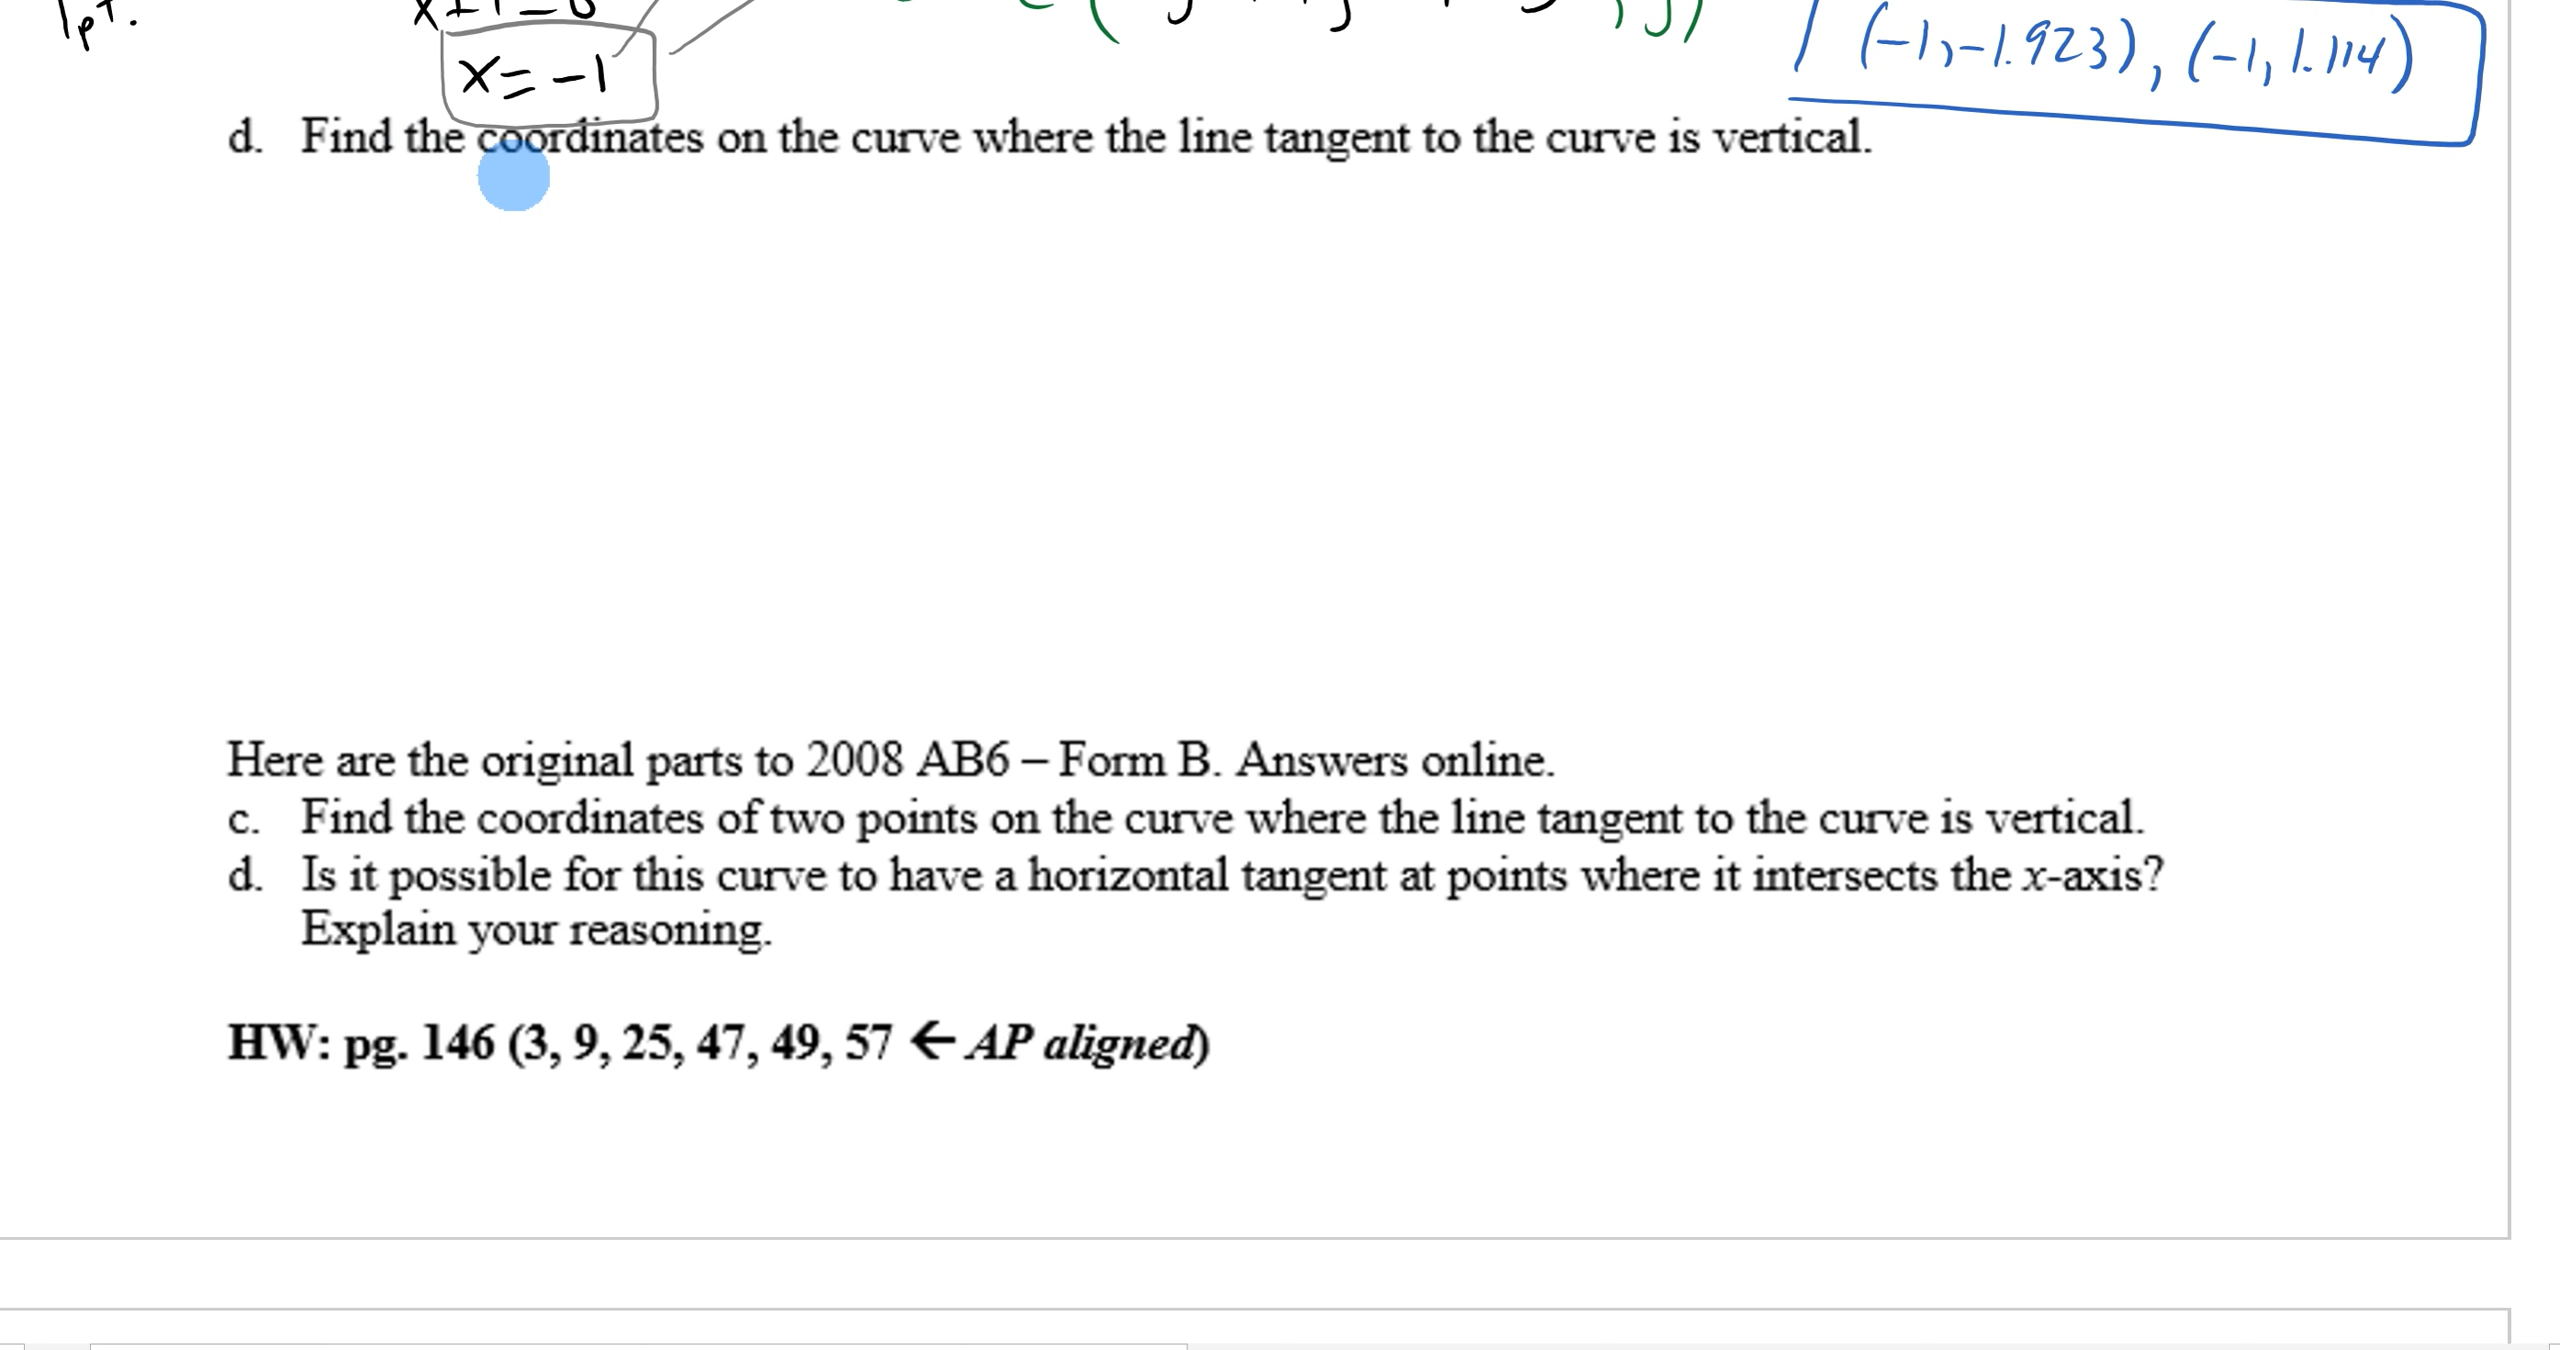 1pt.
x+1=0
(-1,-1.923), (-1, 1.114)
x = -1
d. Find the coordinates on the curve where the line tangent to the curve is vertical.
Here are the original parts to 2008 AB6 – Form B. Answers online.
c. Find the coordinates of two points on the curve where the line tangent to the curve is vertical.
d. Is it possible for this curve to have a horizontal tangent at points where it intersects the x-axis?
Explain your reasoning.
HW: pg. 146 (3, 9, 25, 47, 49, 57 ← AP aligned)